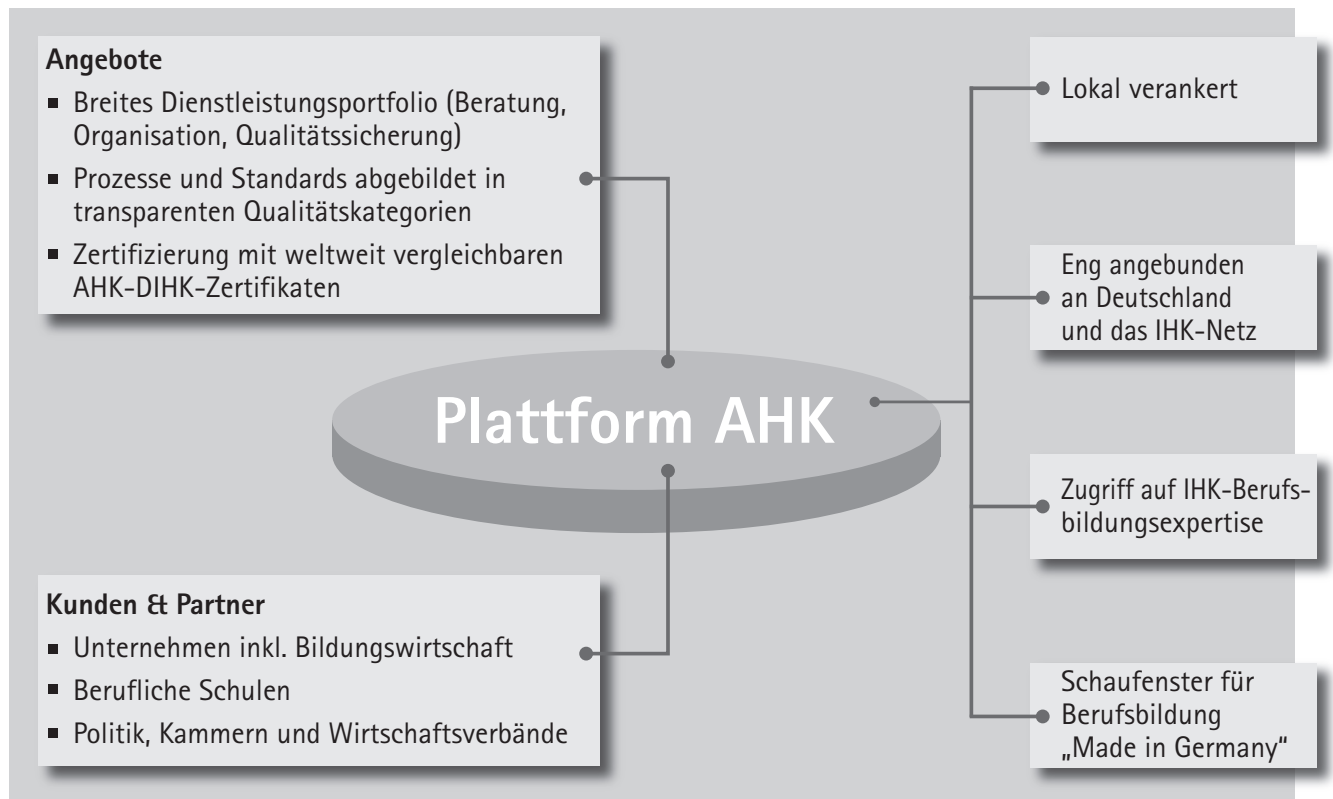 Angebote
▪ Breites Dienstleistungsportfolio (Beratung,
Organisation, Qualitätssicherung)
▪ Prozesse und Standards abgebildet in
transparenten Qualitätskategorien
▪ Zertifizierung mit weltweit vergleichbaren
AHK-DIHK-Zertifikaten
Plattform AHK
Kunden & Partner
▪ Unternehmen inkl. Bildungswirtschaft
▪ Berufliche Schulen
▪ Politik, Kammern und Wirtschaftsverbände
Lokal verankert
Eng angebunden
an Deutschland
und das IHK-Netz
Zugriff auf IHK-Berufs-
bildungsexpertise
Schaufenster für
Berufsbildung
„Made in Germany“